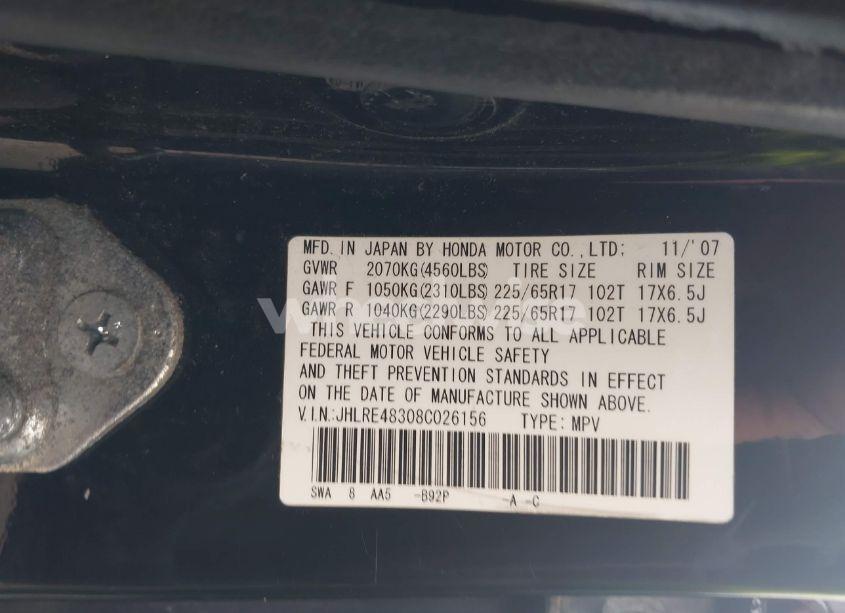 MFD. IN JAPAN BY HONDA MOTOR CO., LTD; 11/'07
GVWR 2070KG(4560LBS) TIRE SIZE RIM SIZE
GAWR F 1050KG(2310LBS) 225/65R17 102T 17X6.5J
GAWR R 1040KG(2290LBS) 225/65R17 102T 17X6.5J
THIS VEHICLE CONFORMS TO ALL APPLICABLE
FEDERAL MOTOR VEHICLE SAFETY
AND THEFT PREVENTION STANDARDS IN EFFECT
ON THE DATE OF MANUFACTURE SHOWN ABOVE.
V.I.N.:JHLRE48308C026156 TYPE: MPV
SWA 8 AA5 -B92P -A -C